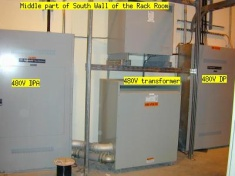 Middle part of South Wall of the Rack Room
480V DPA
480V transformer
480V DP